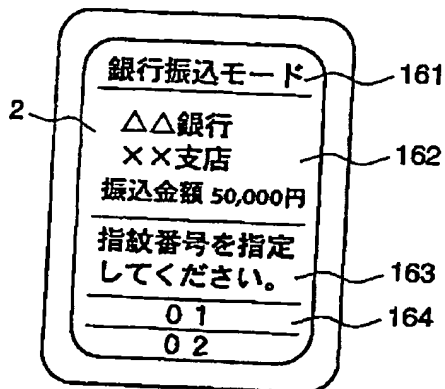 銀行振込モード
161
2
△△銀行
××支店
162
振込金額 50,000円
指紋番号を指定
してください。
163
01
164
02